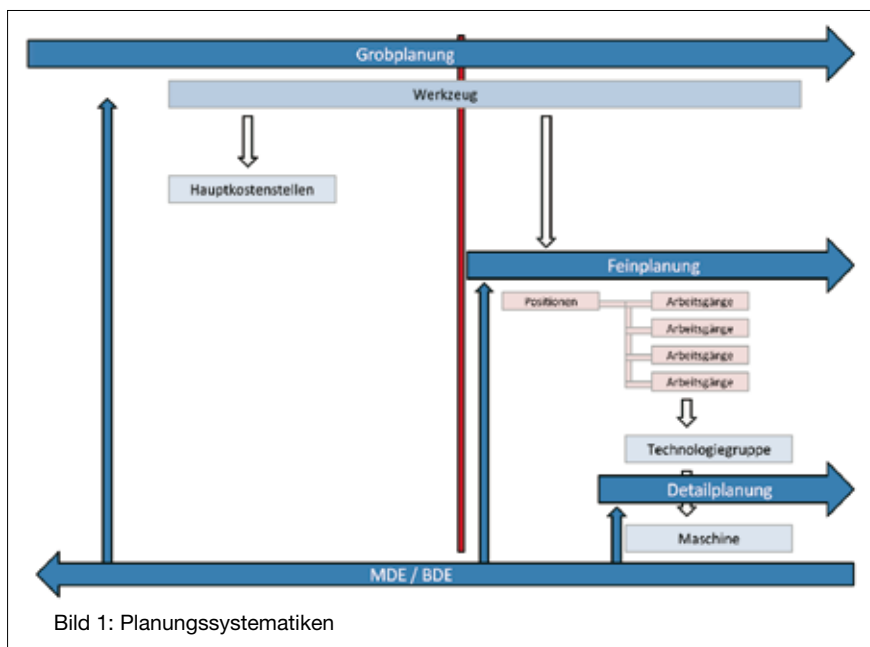 Grobplanung
Werkzeug
Hauptkostenstellen
Feinplanung
Positionen
Arbeitsgänge
Arbeitsgänge
Arbeitsgänge
Arbeitsgänge
Technologiegruppe
Detailplanung
Maschine
MDE / BDE
Bild 1: Planungssystematiken